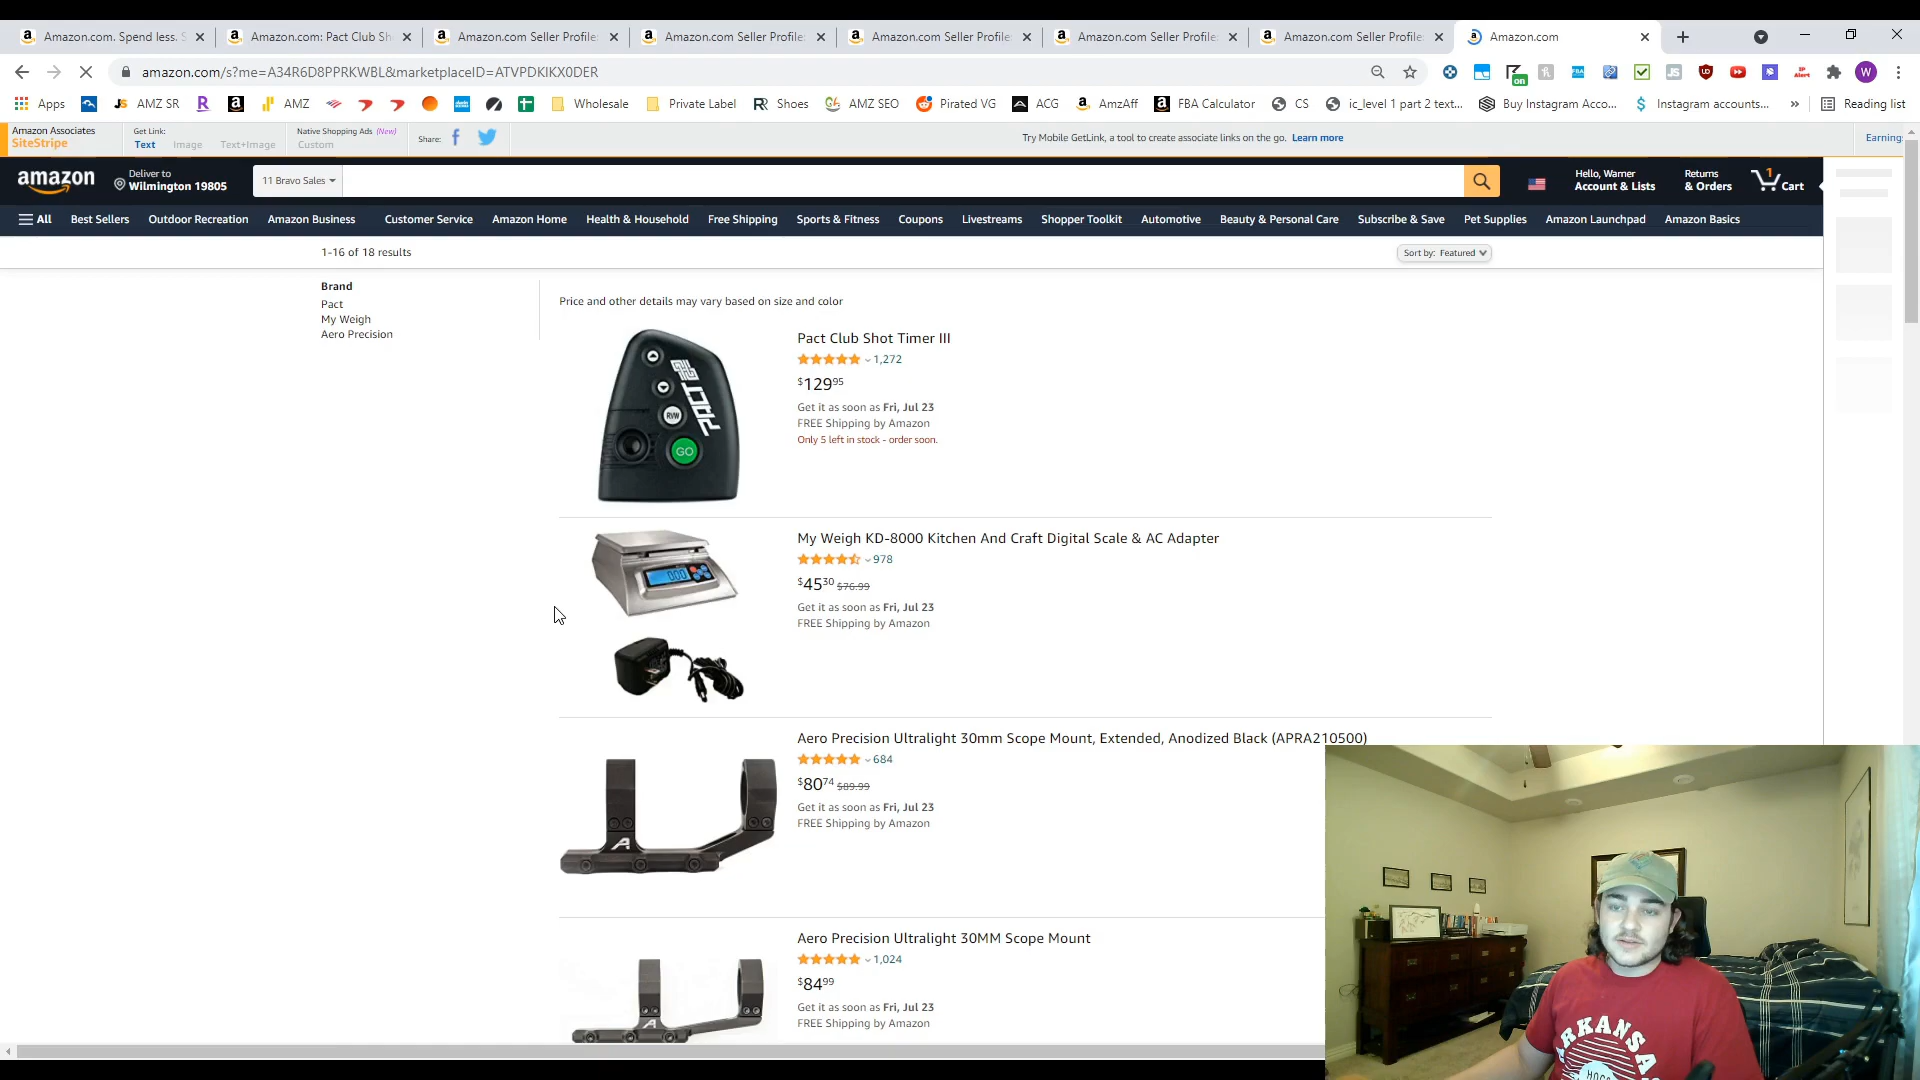 Amazon.com. Spend less. S
Amazon.com: Pact Club Sh
Amazon.com Seller Profile:
Amazon.com Seller Profile:
Amazon.com Seller Profile:
Amazon.com Seller Profile:
Amazon.com Seller Profile:
Amazon.com
amazon.com/s?me=A34R6D8PPRKWBL&marketplaceID=ATVPDKIKX0DER
Apps
AMZ SR
AMZ
Wholesale
Private Label
Shoes
AMZ SEO
Pirated VG
ACG
AmzAff
FBA Calculator
CS
ic_level 1 part 2 text...
Buy Instagram Acco...
Instagram accounts...
Reading list
Amazon Associates
SiteStripe
Get Link:
Text Image Text+Image
Native Shopping Ads (New)
Custom
Share:
Try Mobile GetLink, a tool to create associate links on the go. Learn more
Earning
amazon
Deliver to
Wilmington 19805
11 Bravo Sales
Hello, Warner
Account & Lists
Returns
& Orders
1
Cart
All Best Sellers Outdoor Recreation Amazon Business Customer Service Amazon Home Health & Household Free Shipping Sports & Fitness Coupons Livestreams Shopper Toolkit Automotive Beauty & Personal Care Subscribe & Save Pet Supplies Amazon Launchpad Amazon Basics
1-16 of 18 results
Sort by: Featured
Brand
Pact
My Weigh
Aero Precision
Price and other details may vary based on size and color
PACT
RVW
GO
Pact Club Shot Timer III
1,272
$129.95
Get it as soon as Fri, Jul 23
FREE Shipping by Amazon
Only 5 left in stock - order soon.
My Weigh KD-8000 Kitchen And Craft Digital Scale & AC Adapter
978
$45.30 $76.99
Get it as soon as Fri, Jul 23
FREE Shipping by Amazon
Aero Precision Ultralight 30mm Scope Mount, Extended, Anodized Black (APRA210500)
684
$80.74 $89.99
Get it as soon as Fri, Jul 23
FREE Shipping by Amazon
Aero Precision Ultralight 30MM Scope Mount
1,024
$84.99
Get it as soon as Fri, Jul 23
FREE Shipping by Amazon
ARKANSA
HOGS